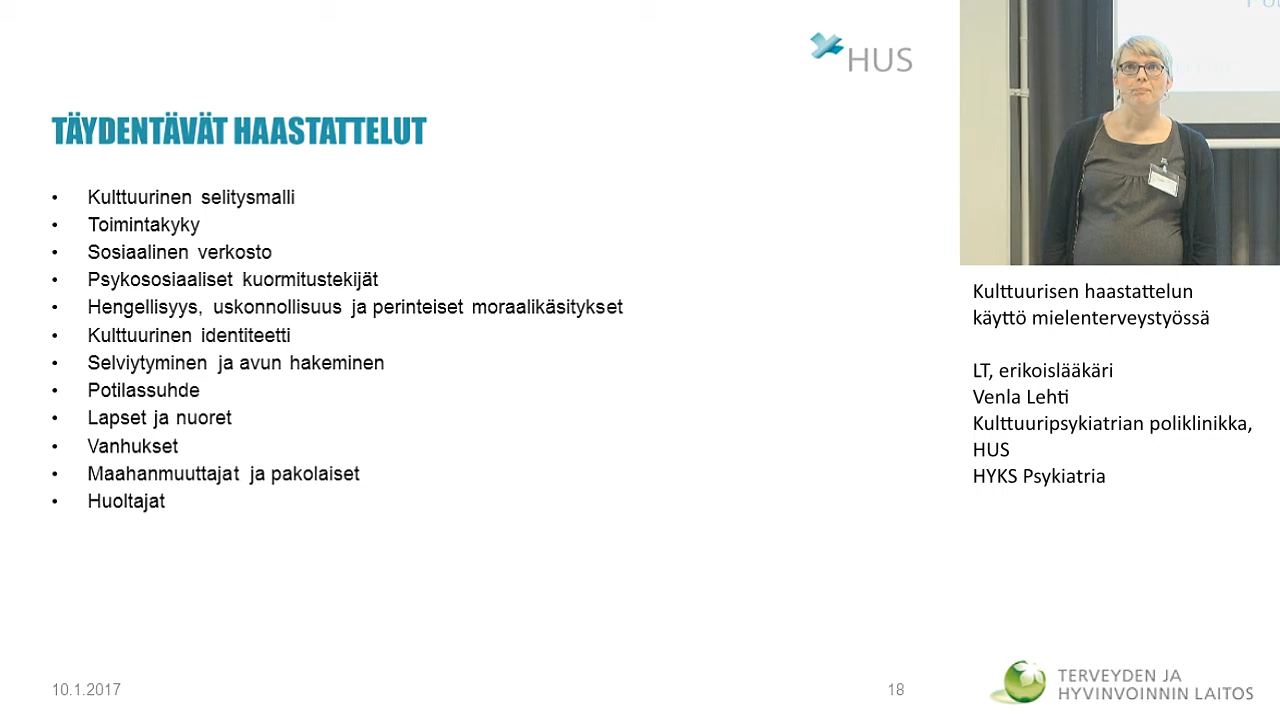 HUS
TÄYDENTÄVÄT HAASTATTELUT
• Kulttuurinen selitysmalli
• Toimintakyky
• Sosiaalinen verkosto
• Psykososiaaliset kuormitustekijät
• Hengellisyys, uskonnollisuus ja perinteiset moraalikäsitykset
• Kulttuurinen identiteetti
• Selviytyminen ja avun hakeminen
• Potilassuhde
• Lapset ja nuoret
• Vanhukset
• Maahanmuuttajat ja pakolaiset
• Huoltajat
10.1.2017
18
Kulttuurisen haastattelun
käyttö mielenterveystyössä
LT, erikoislääkäri
Venla Lehti
Kulttuuripsykiatrian poliklinikka,
HUS
HYKS Psykiatria
TERVEYDEN JA
HYVINVOINNIN LAITOS